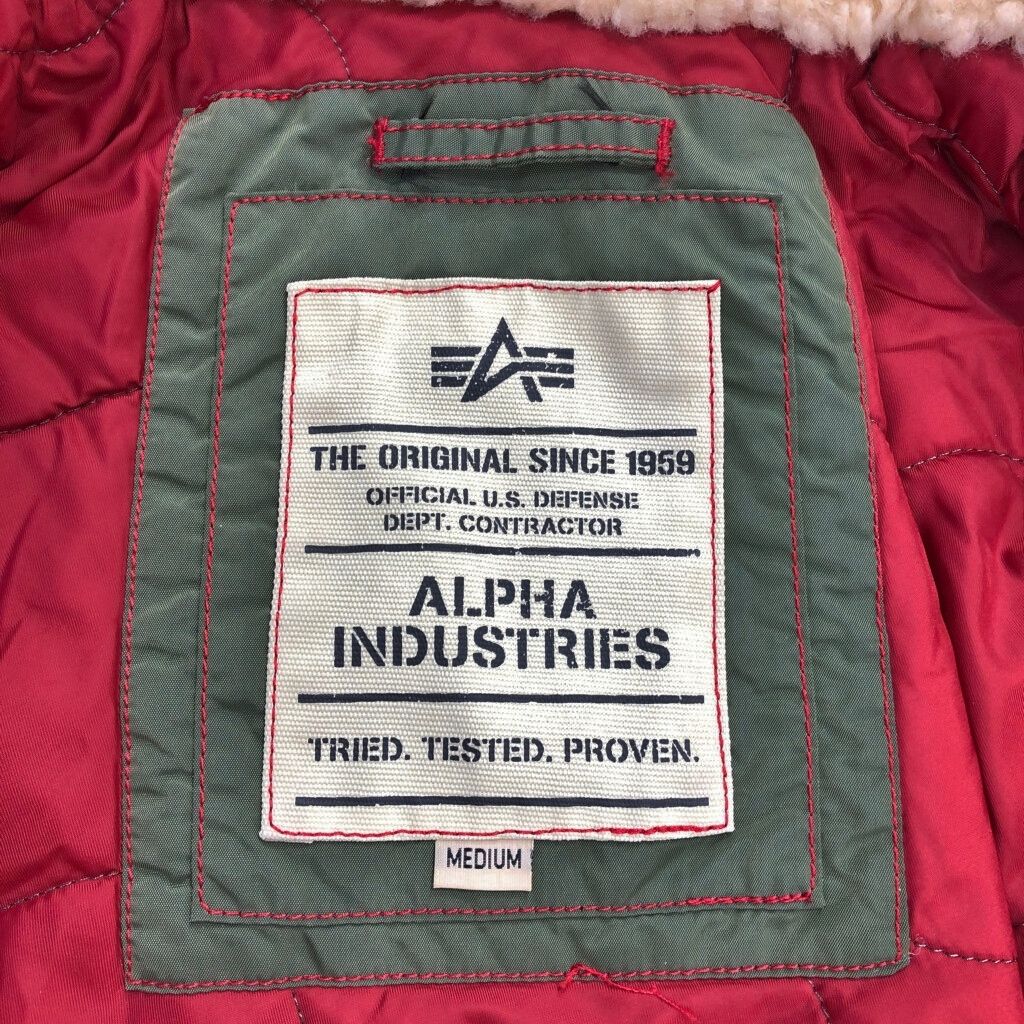 THE ORIGINAL SINCE 1959
OFFICIAL U.S. DEFENSE
DEPT. CONTRACTOR
ALPHA
INDUSTRIES
TRIED. TESTED. PROVEN.
MEDIUM